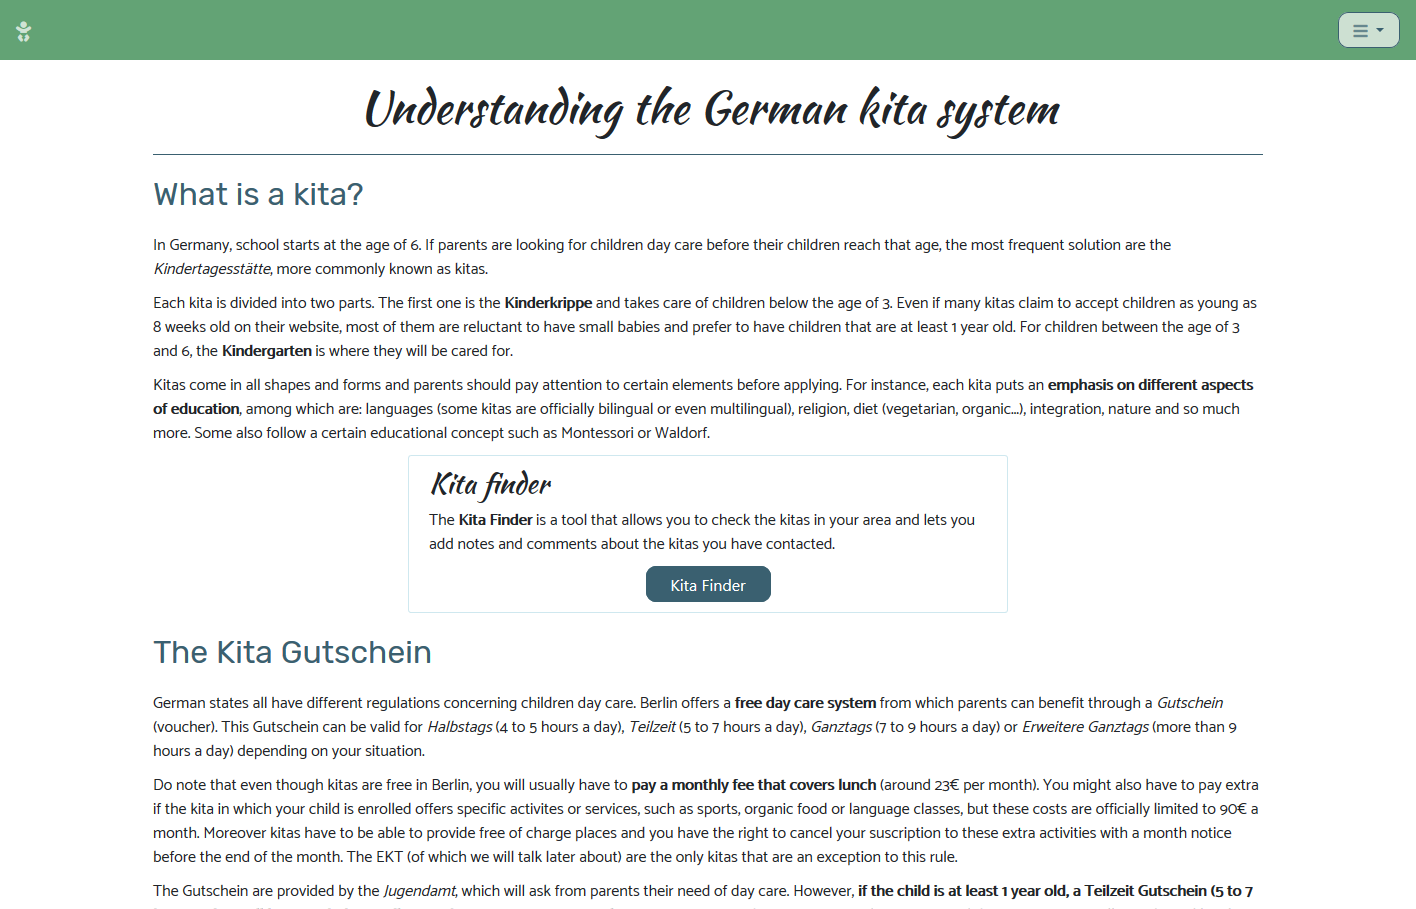 Understanding the German kita system
What is a kita?
In Germany, school starts at the age of 6. If parents are looking for children day care before their children reach that age, the most frequent solution are the
Kindertagesstätte, more commonly known as kitas.
Each kita is divided into two parts. The first one is the Kinderkrippe and takes care of children below the age of 3. Even if many kitas claim to accept children as young as
8 weeks old on their website, most of them are reluctant to have small babies and prefer to have children that are at least 1 year old. For children between the age of 3
and 6, the Kindergarten is where they will be cared for.
Kitas come in all shapes and forms and parents should pay attention to certain elements before applying. For instance, each kita puts an emphasis on different aspects
of education, among which are: languages (some kitas are officially bilingual or even multilingual), religion, diet (vegetarian, organic...), integration, nature and so much
more. Some also follow a certain educational concept such as Montessori or Waldorf.
Kita finder
The Kita Finder is a tool that allows you to check the kitas in your area and lets you
add notes and comments about the kitas you have contacted.
Kita Finder
The Kita Gutschein
German states all have different regulations concerning children day care. Berlin offers a free day care system from which parents can benefit through a Gutschein
(voucher). This Gutschein can be valid for Halbstags (4 to 5 hours a day), Teilzeit (5 to 7 hours a day), Ganztags (7 to 9 hours a day) or Erweitere Ganztags (more than 9
hours a day) depending on your situation.
Do note that even though kitas are free in Berlin, you will usually have to pay a monthly fee that covers lunch (around 23€ per month). You might also have to pay extra
if the kita in which your child is enrolled offers specific activites or services, such as sports, organic food or language classes, but these costs are officially limited to 90€ a
month. Moreover kitas have to be able to provide free of charge places and you have the right to cancel your suscription to these extra activities with a month notice
before the end of the month. The EKT (of which we will talk later about) are the only kitas that are an exception to this rule.
The Gutschein are provided by the Jugendamt, which will ask from parents their need of day care. However, if the child is at least 1 year old, a Teilzeit Gutschein (5 to 7